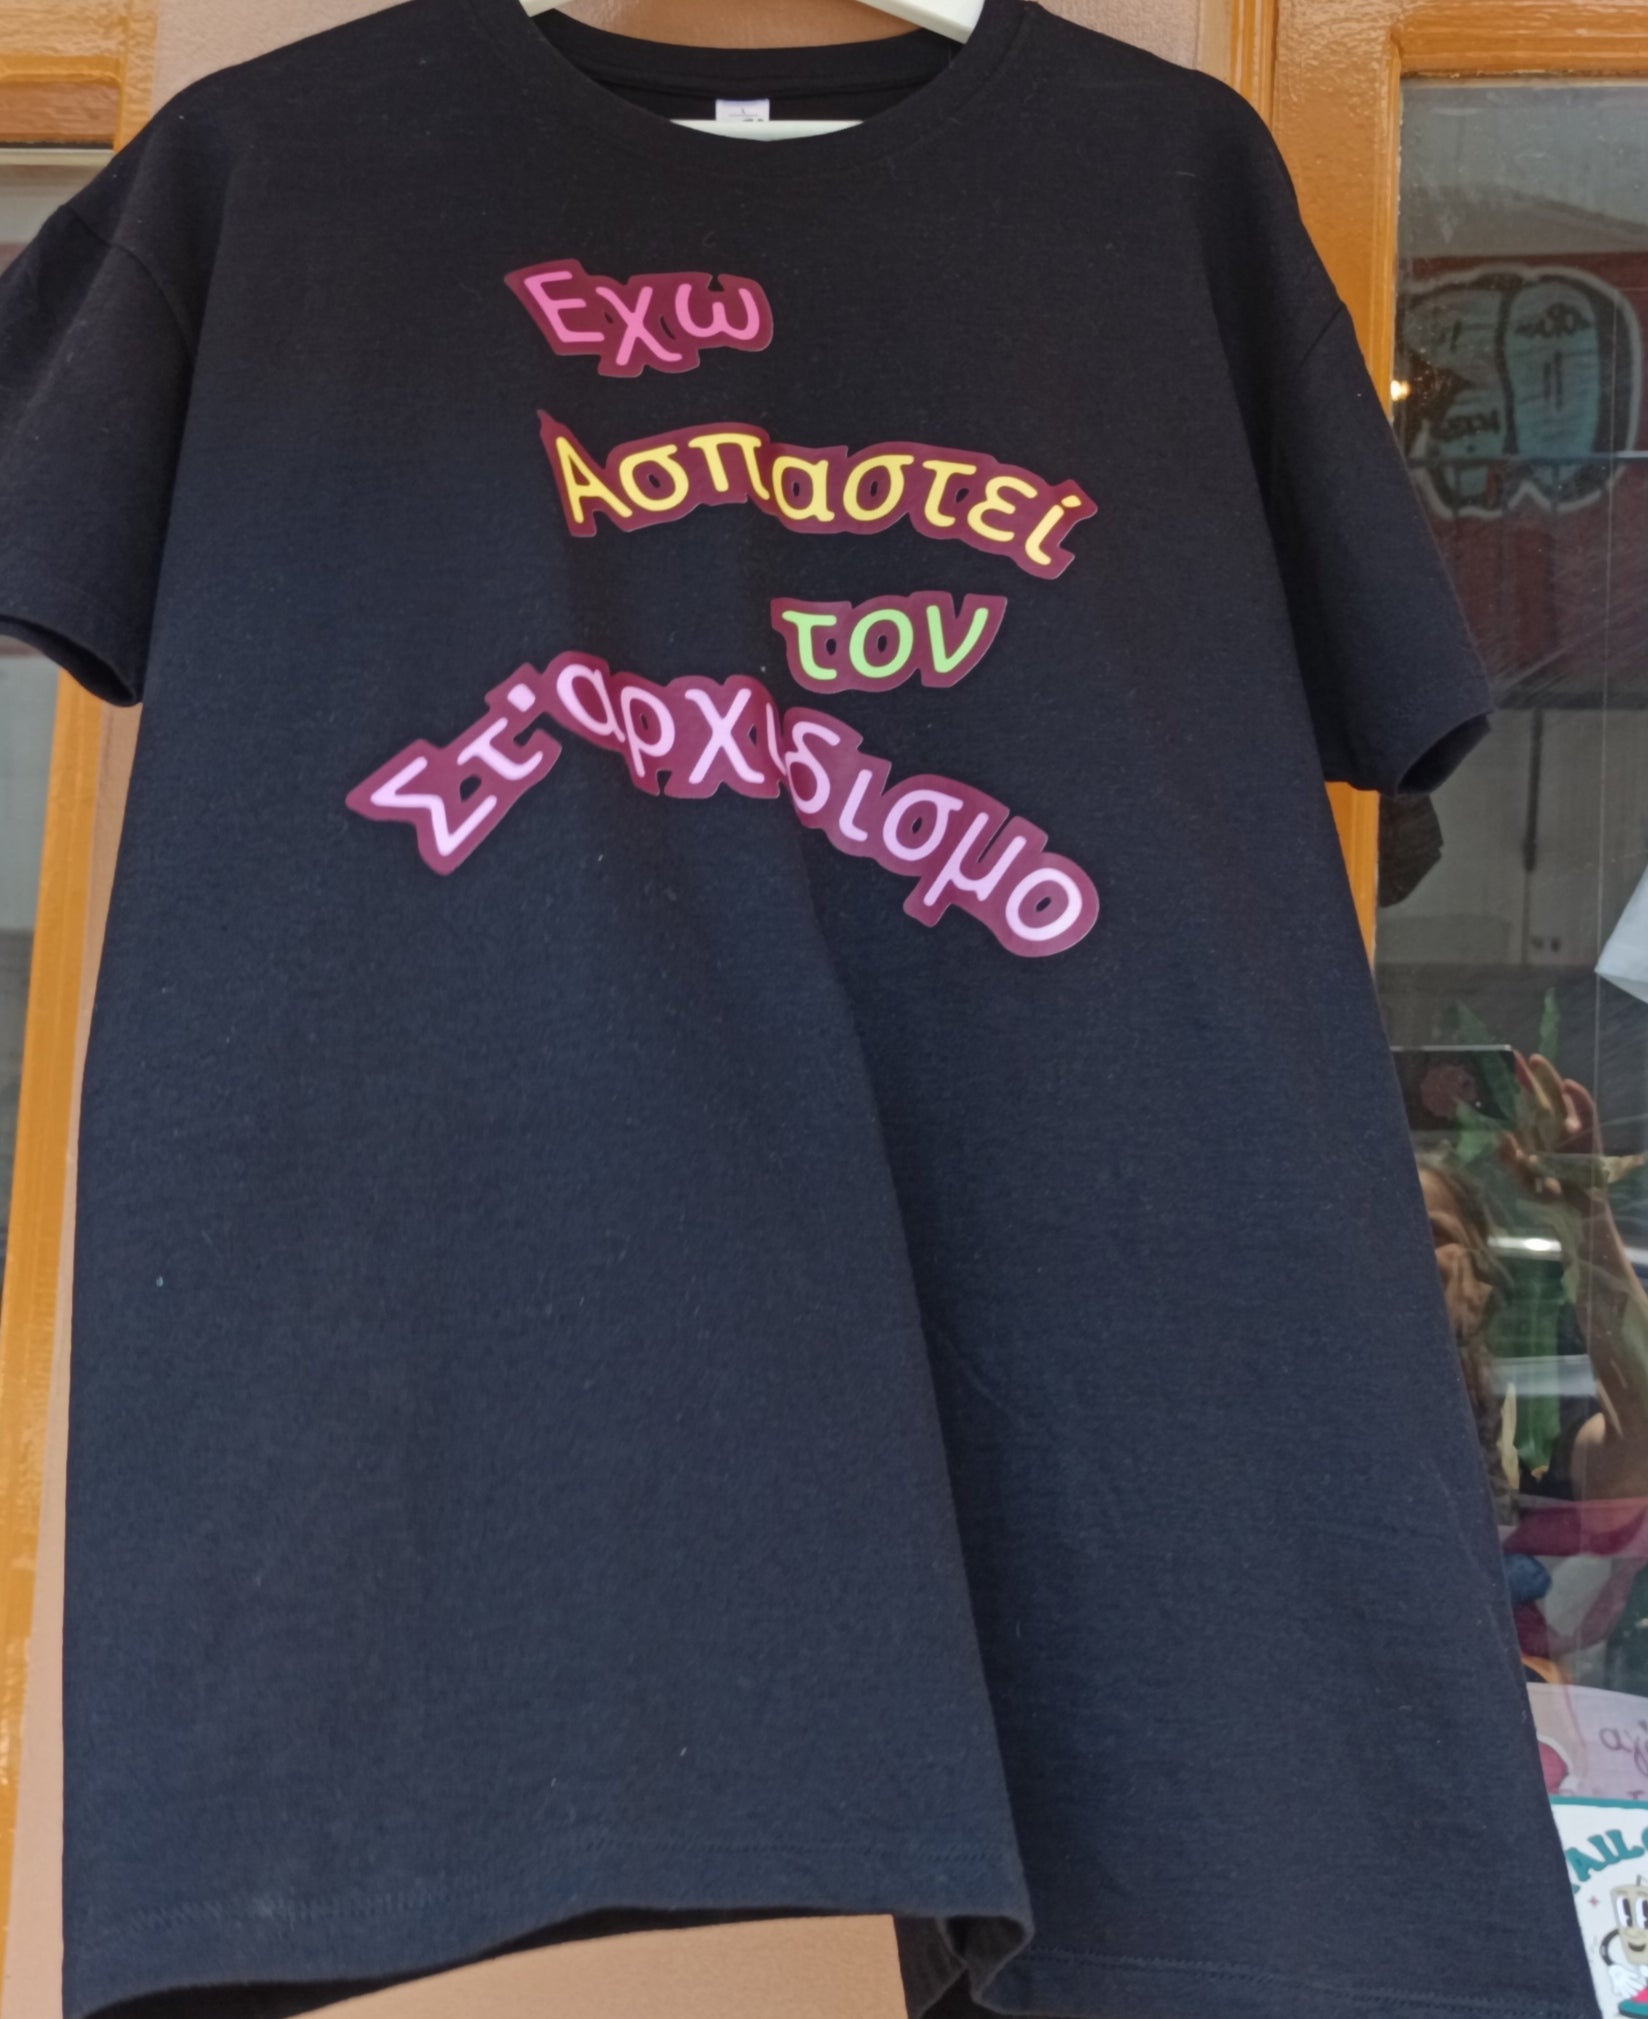 Εχω
Ασπαστεί
τον
Στ'αρχιδισμο
L